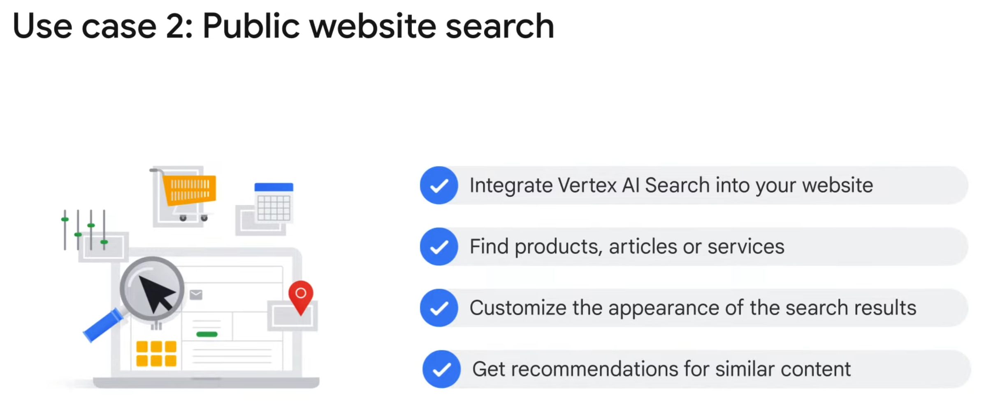 Use case 2: Public website search
Integrate Vertex AI Search into your website
Find products, articles or services
Customize the appearance of the search results
Get recommendations for similar content